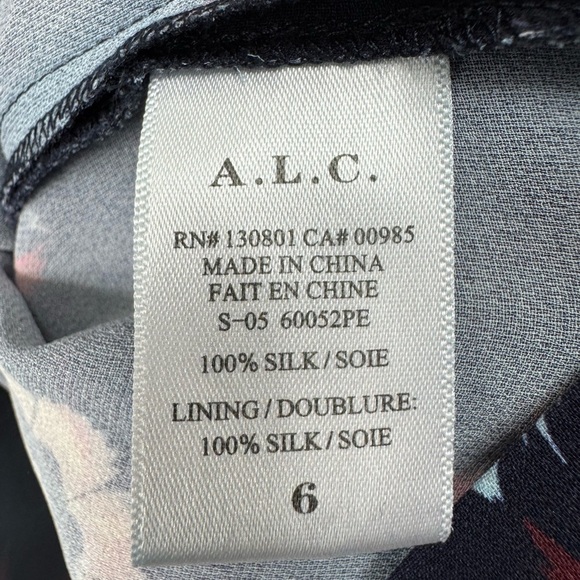 A.L.C.
RN# 130801 CA# 00985
MADE IN CHINA
FAIT EN CHINE
S-05 60052PE
100% SILK/SOIE
LINING/DOUBLURE:
100% SILK/SOIE
6